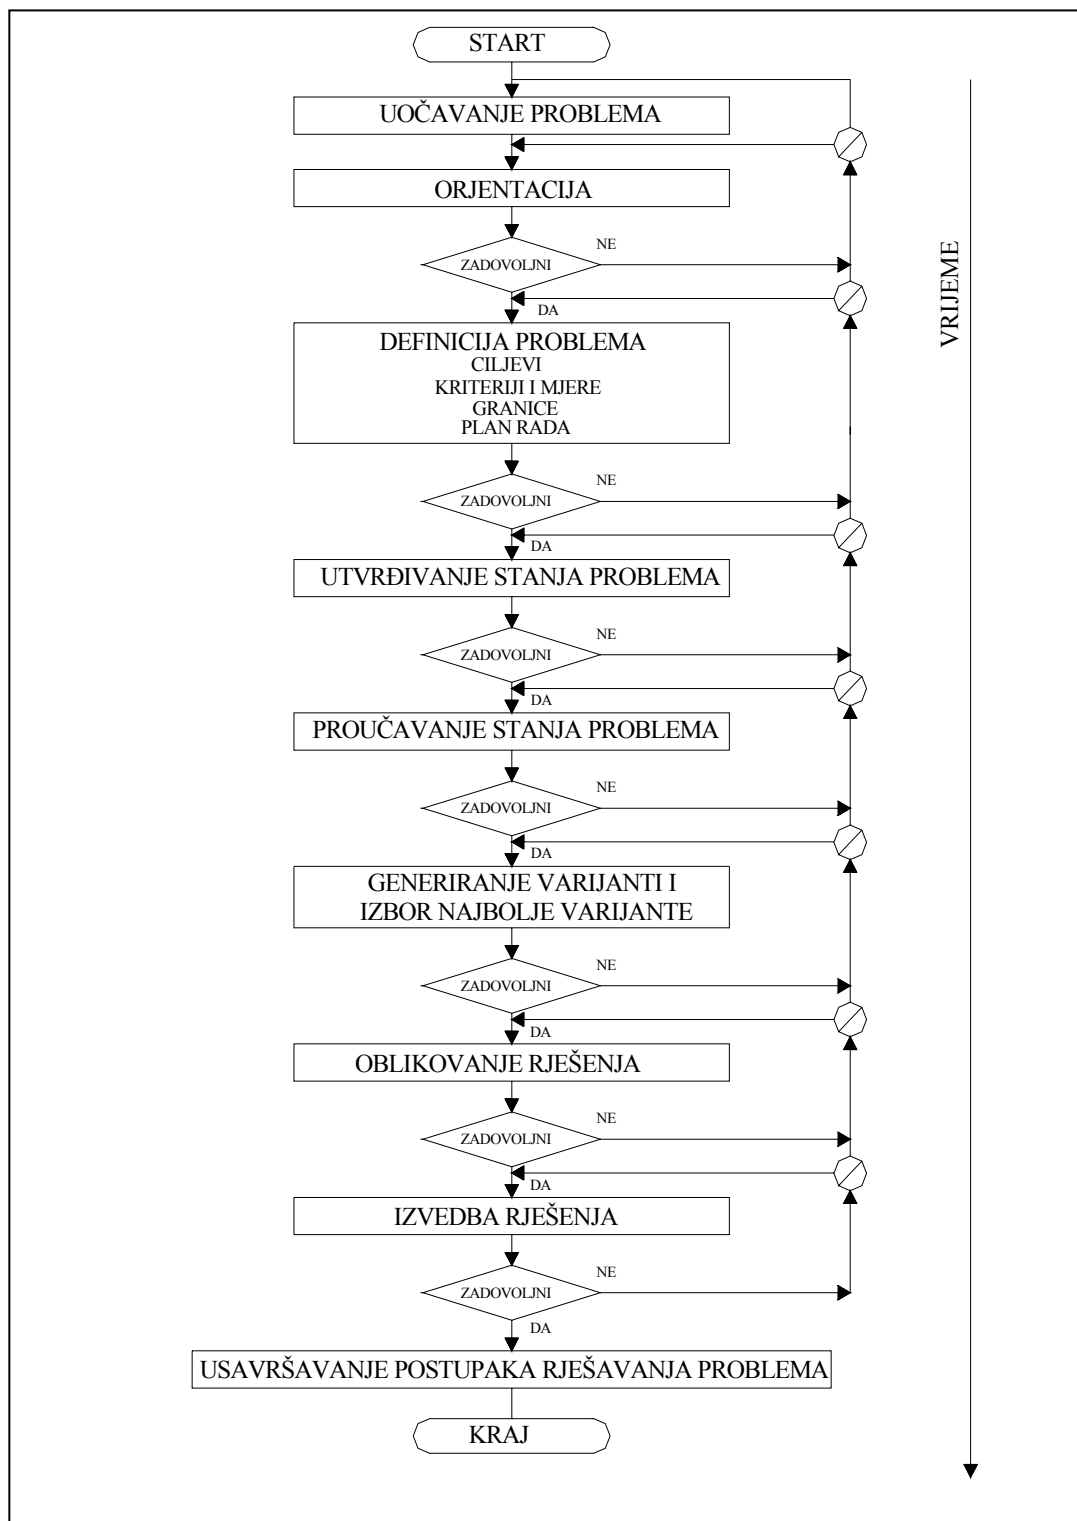 START
UOČAVANJE PROBLEMA
ORJENTACIJA
ZADOVOLJNI
NE
DA
DEFINICIJA PROBLEMA
CILJEVI
KRITERIJI I MJERE
GRANICE
PLAN RADA
ZADOVOLJNI
NE
DA
UTVRĐIVANJE STANJA PROBLEMA
ZADOVOLJNI
NE
DA
PROUČAVANJE STANJA PROBLEMA
ZADOVOLJNI
NE
DA
GENERIRANJE VARIJANTI I
IZBOR NAJBOLJE VARIJANTE
ZADOVOLJNI
NE
DA
OBLIKOVANJE RJEŠENJA
ZADOVOLJNI
NE
DA
IZVEDBA RJEŠENJA
ZADOVOLJNI
NE
DA
USAVRŠAVANJE POSTUPAKA RJEŠAVANJA PROBLEMA
KRAJ
VRIJEME